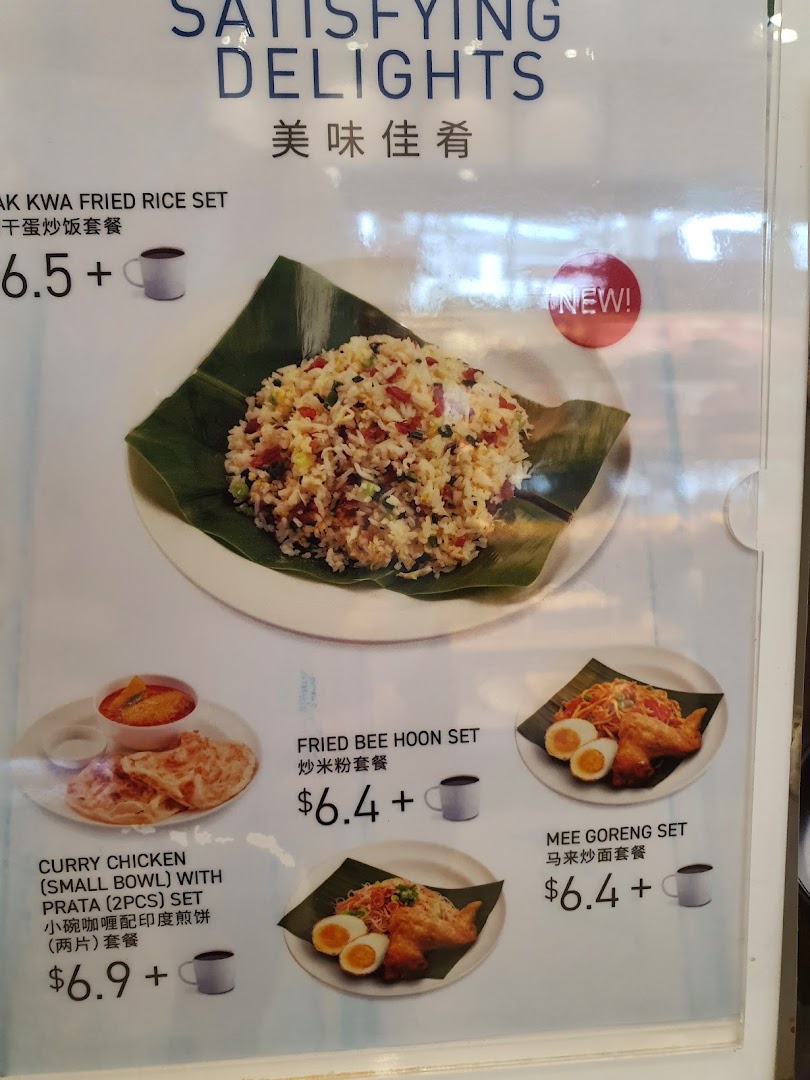 SATISFYING
DELIGHTS
美味佳肴
AK KWA FRIED RICE SET
干蛋炒饭套餐
6.5 +
NEW!
FRIED BEE HOON SET
炒米粉套餐
$6.4 +
MEE GORENG SET
马来炒面套餐
$6.4 +
CURRY CHICKEN
(SMALL BOWL) WITH
PRATA (2PCS) SET
小碗咖喱配印度煎饼
(两片) 套餐
$6.9 +